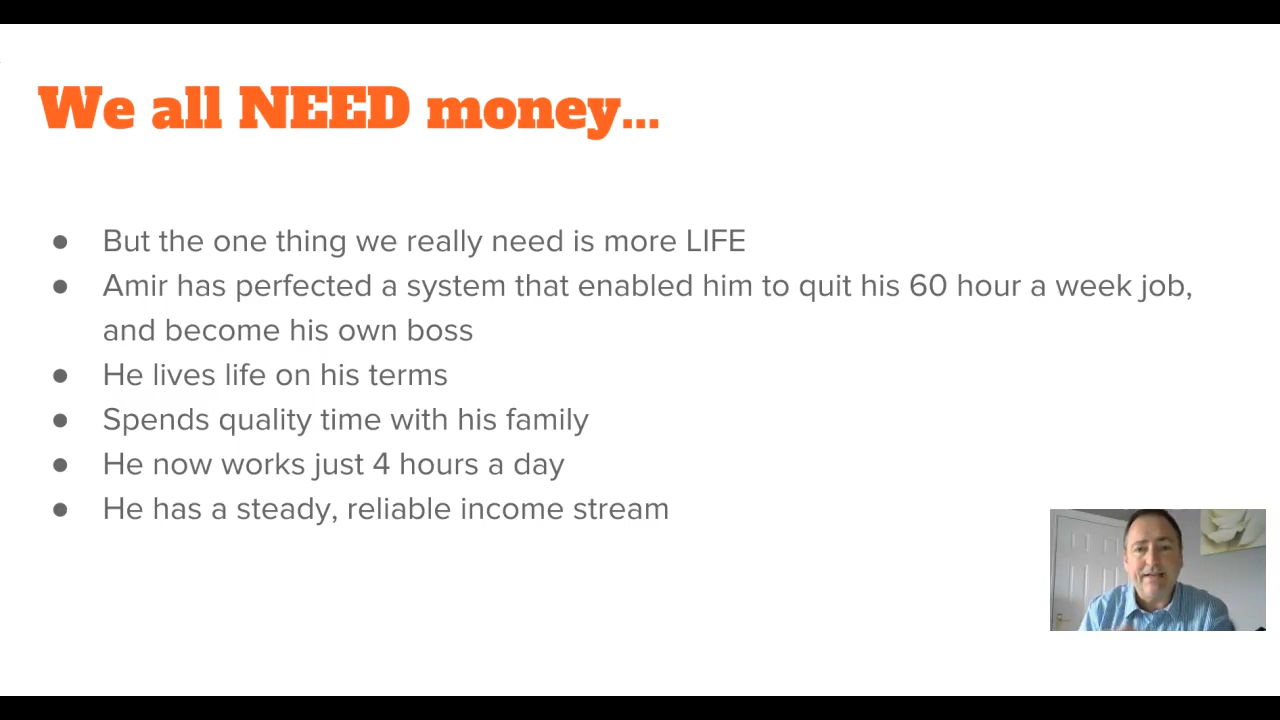 We all NEED money...
● But the one thing we really need is more LIFE
● Amir has perfected a system that enabled him to quit his 60 hour a week job,
and become his own boss
● He lives life on his terms
● Spends quality time with his family
● He now works just 4 hours a day
● He has a steady, reliable income stream